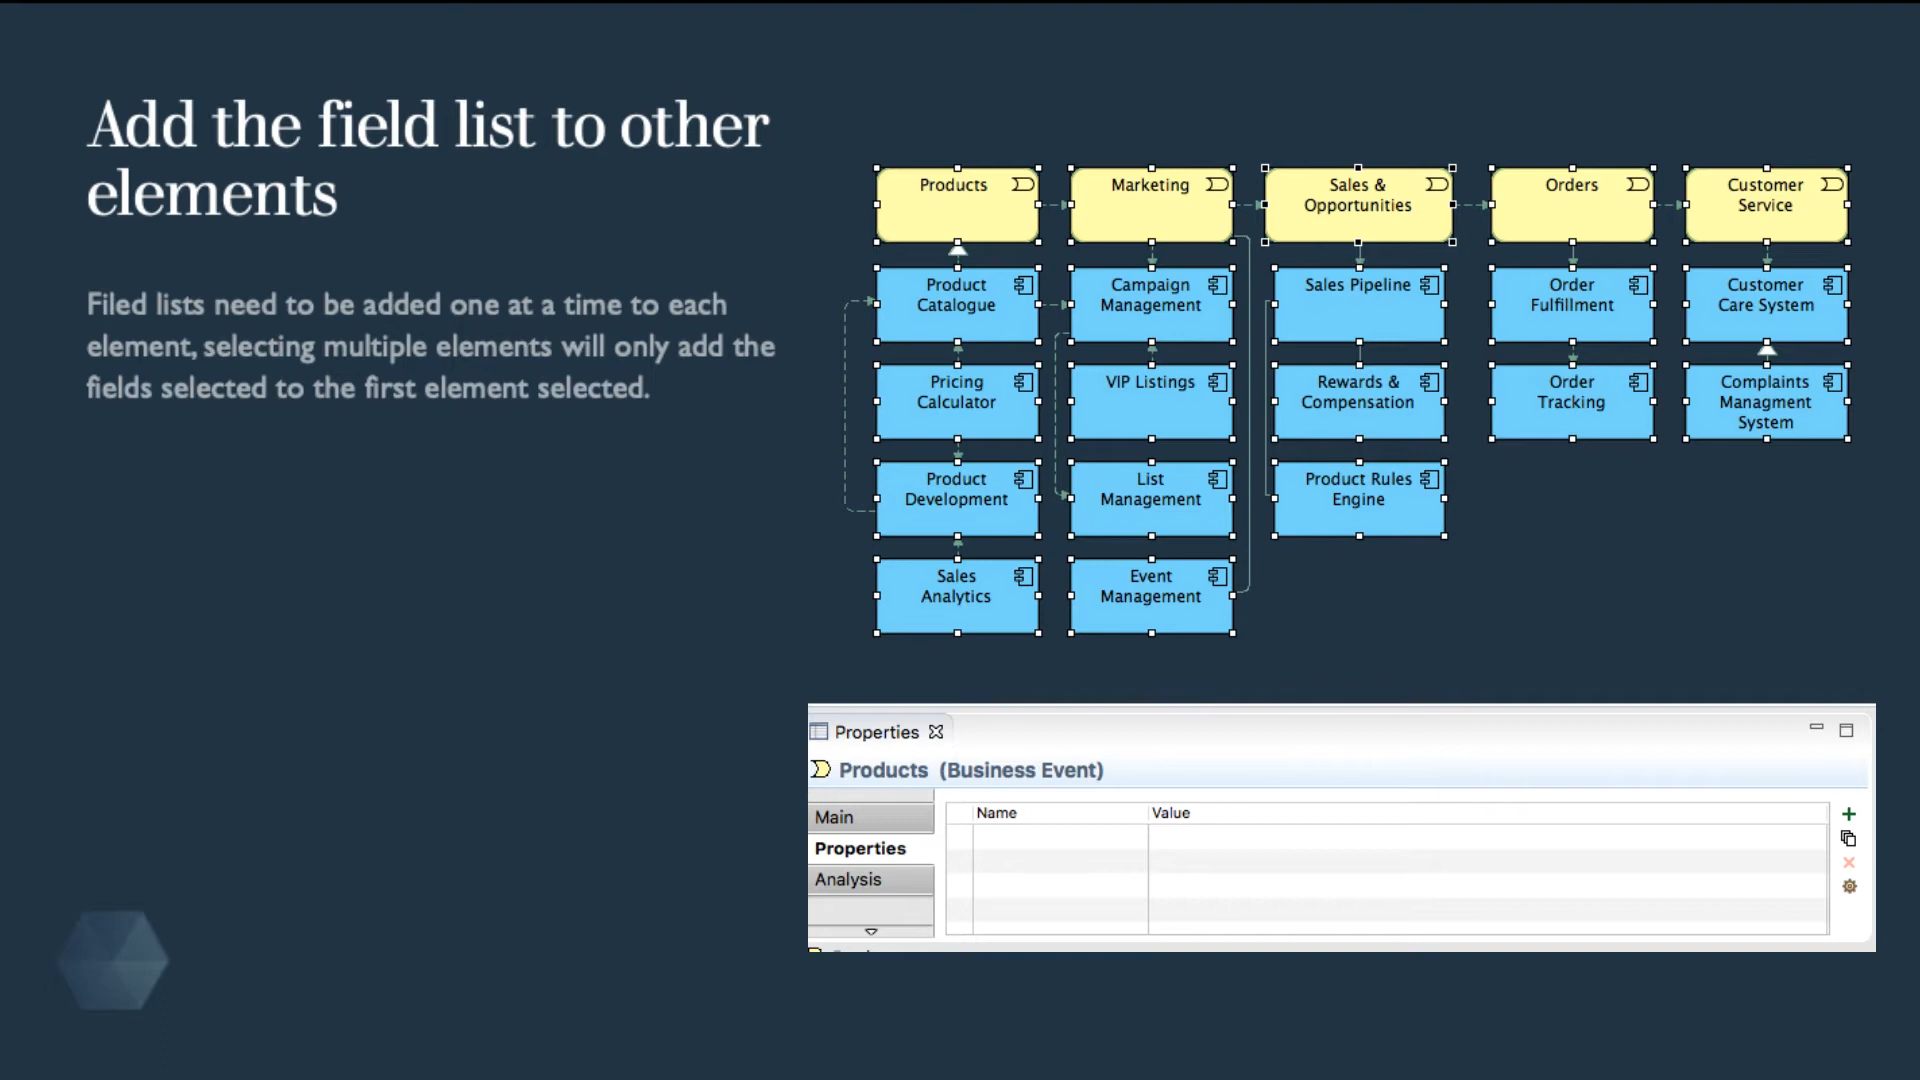 Add the field list to other
elements
Filed lists need to be added one at a time to each
element, selecting multiple elements will only add the
fields selected to the first element selected.
Products
Marketing
Sales &
Opportunities
Orders
Customer
Service
Product
Catalogue
Campaign
Management
Sales Pipeline
Order
Fulfillment
Customer
Care System
Pricing
Calculator
VIP Listings
Rewards &
Compensation
Order
Tracking
Complaints
Managment
System
Product
Development
List
Management
Product Rules
Engine
Sales
Analytics
Event
Management
Properties
Products (Business Event)
Main
Properties
Analysis
Name
Value